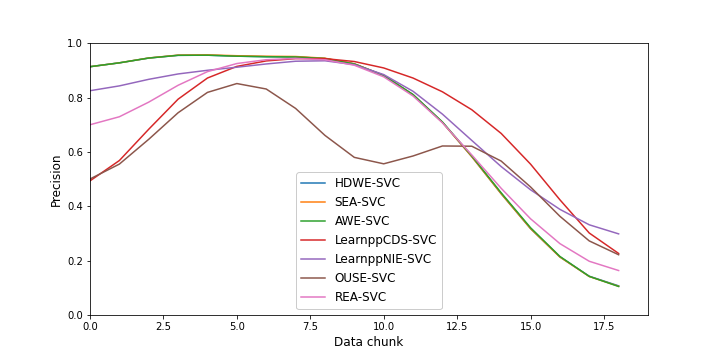 1.0
0.8
0.6
0.4
0.2
0.0
Precision
HDWE-SVC
SEA-SVC
AWE-SVC
LearnppCDS-SVC
LearnppNIE-SVC
OUSE-SVC
REA-SVC
0.0 2.5 5.0 7.5 10.0 12.5 15.0 17.5
Data chunk